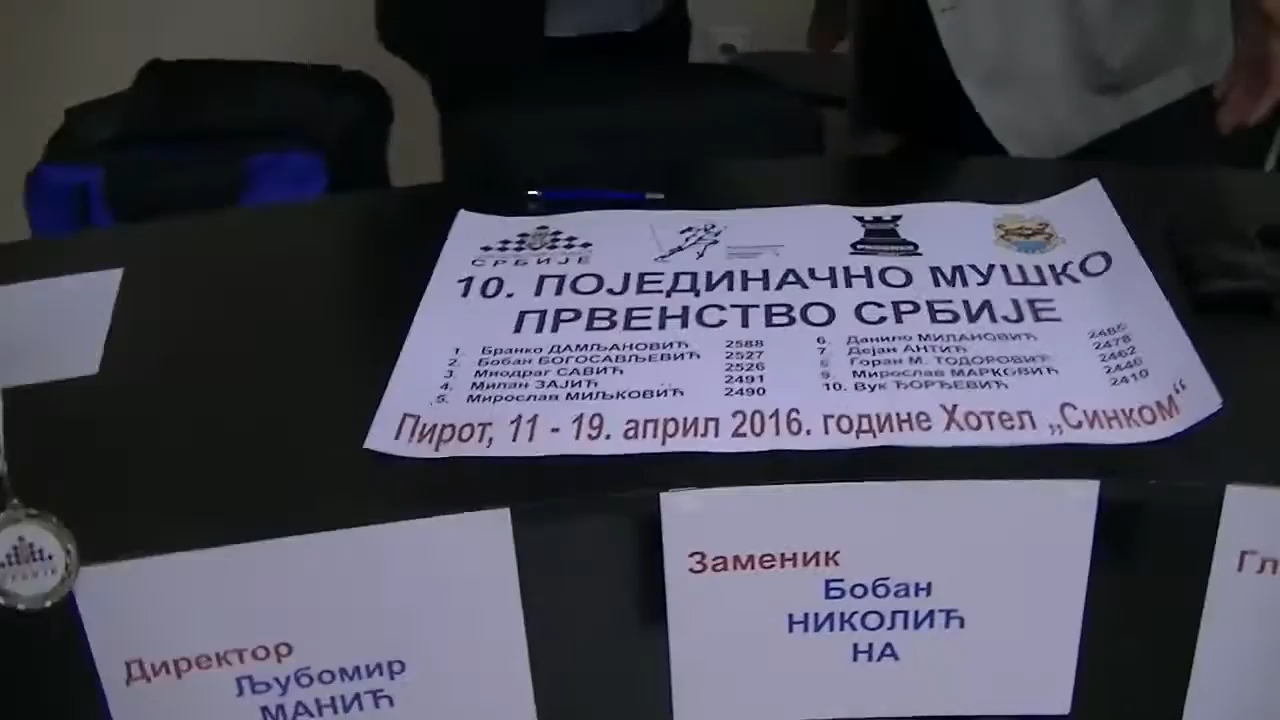 СРБИЈЕ
10. ПОЈЕДИНАЧНО МУШКО
ПРВЕНСТВО СРБИЈЕ
1. Бранко ДАМЉАНОВИЋ 2588
2. Бобан БОГОСАВЉЕВИЋ 2527
3. Миодраг САВИЋ 2526
4. Милан ЗАЈИЋ 2491
5. Мирослав МИЉКОВИЋ 2490
6. Данило МИЛАНОВИЋ
7. Дејан АНТИЋ 2478
Горан М. ТОДОРОВИЋ 2462
9. Мирослав МАРКОВИЋ 2440
10. Вук ЂОРЂЕВИЋ 2410
Пирот, 11 - 19. април 2016. године Хотел „Синком“
Директор
Љубомир
МАНИЋ
Заменик
Бобан
НИКОЛИЋ
НА
Гл